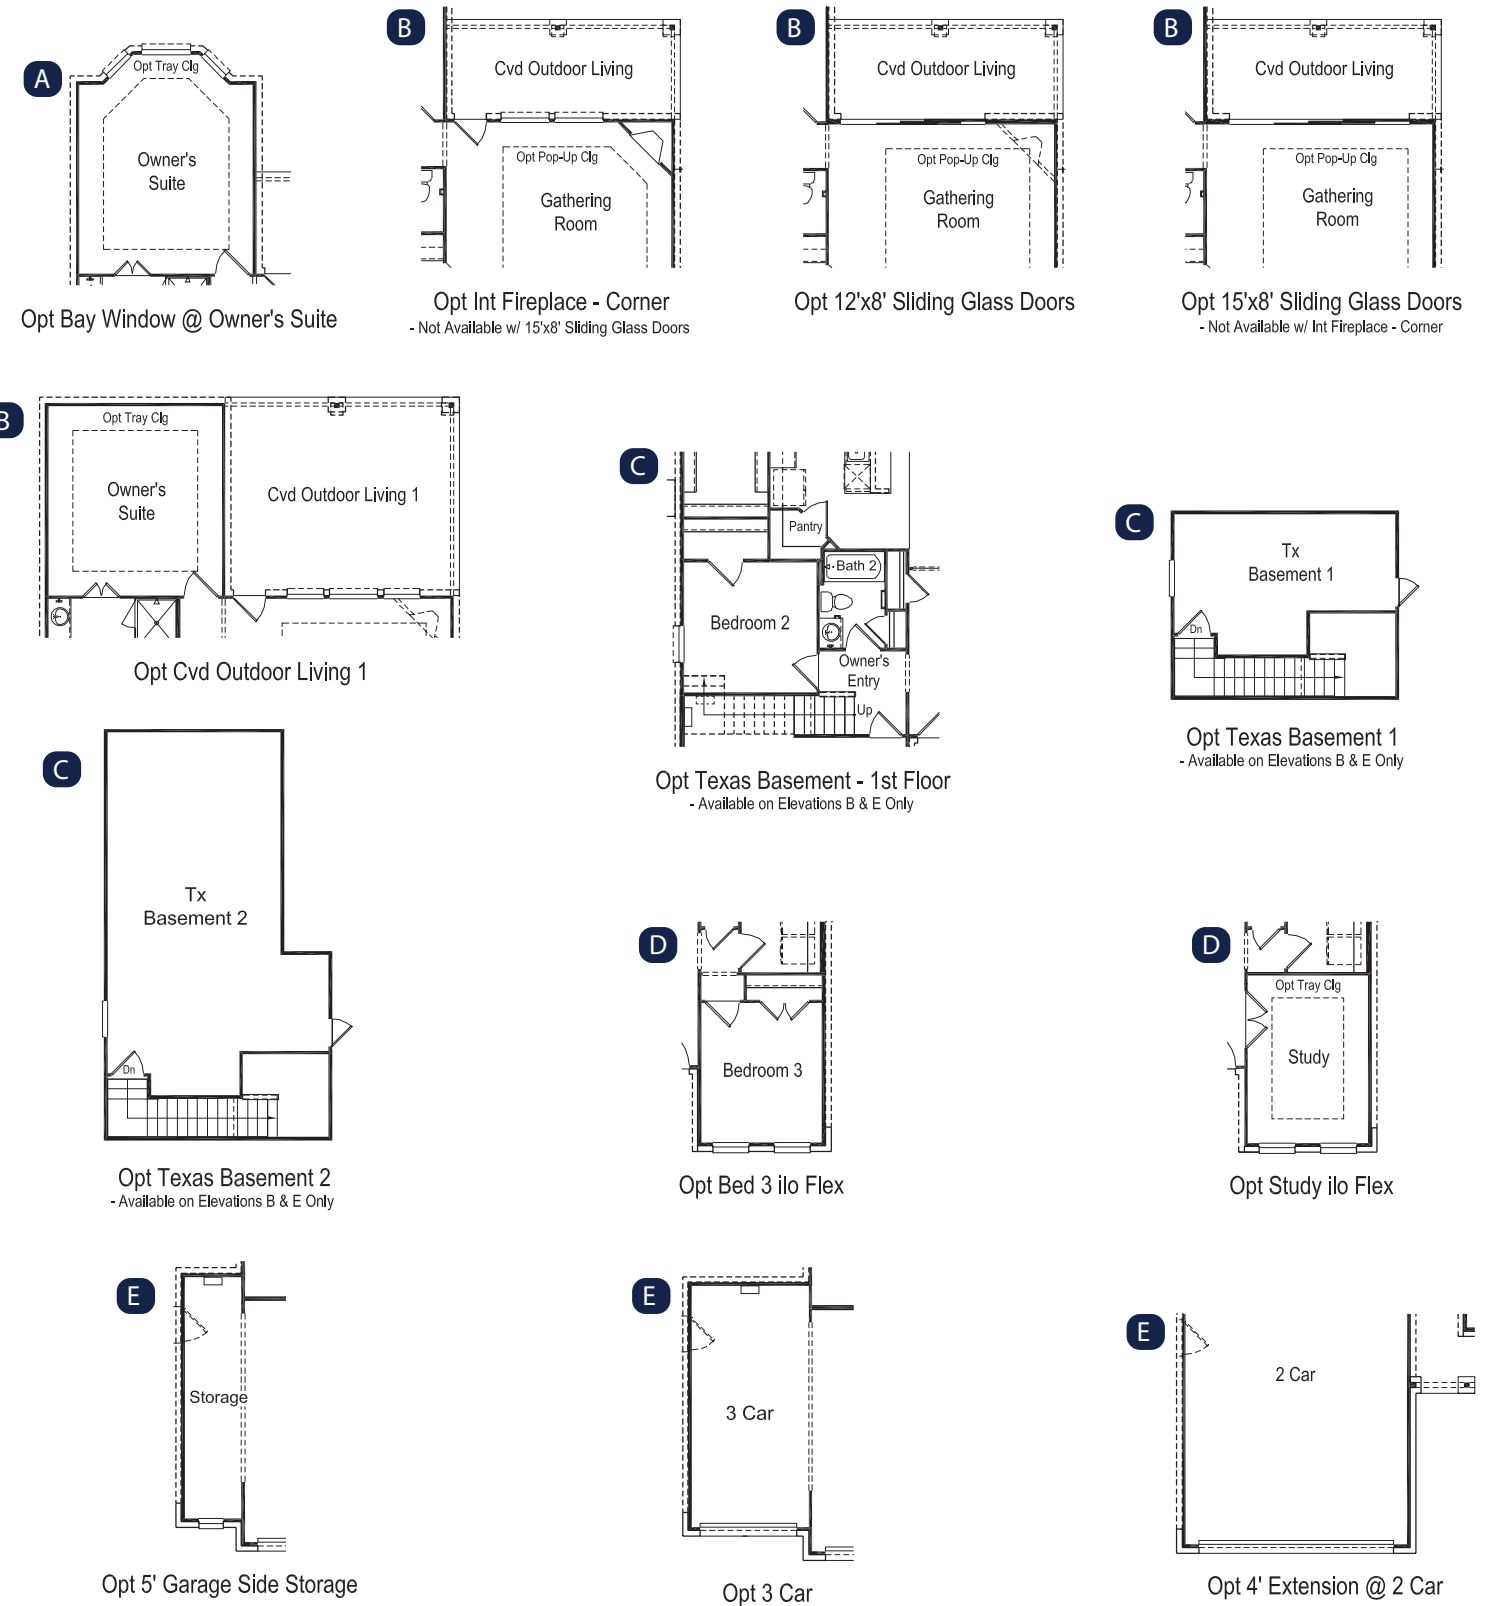 A
Opt Tray Clg
Owner's
Suite
Opt Bay Window @ Owner's Suite
B
Cvd Outdoor Living
Opt Pop-Up Clg
Gathering
Room
Opt Int Fireplace - Corner
- Not Available w/ 15'x8' Sliding Glass Doors
B
Cvd Outdoor Living
Opt Pop-Up Clg
Gathering
Room
Opt 12'x8' Sliding Glass Doors
B
Cvd Outdoor Living
Opt Pop-Up Clg
Gathering
Room
Opt 15'x8' Sliding Glass Doors
- Not Available w/ Int Fireplace - Corner
B
Opt Tray Clg
Owner's
Suite
Cvd Outdoor Living 1
Opt Cvd Outdoor Living 1
C
Pantry
Bath 2
Bedroom 2
Owner's
Entry
Up
Opt Texas Basement - 1st Floor
- Available on Elevations B & E Only
C
Tx
Basement 1
Dn
Opt Texas Basement 1
- Available on Elevations B & E Only
C
Tx
Basement 2
Dn
Opt Texas Basement 2
- Available on Elevations B & E Only
D
Bedroom 3
Opt Bed 3 ilo Flex
D
Opt Tray Clg
Study
Opt Study ilo Flex
E
Storage
Opt 5' Garage Side Storage
E
3 Car
Opt 3 Car
E
2 Car
Opt 4' Extension @ 2 Car